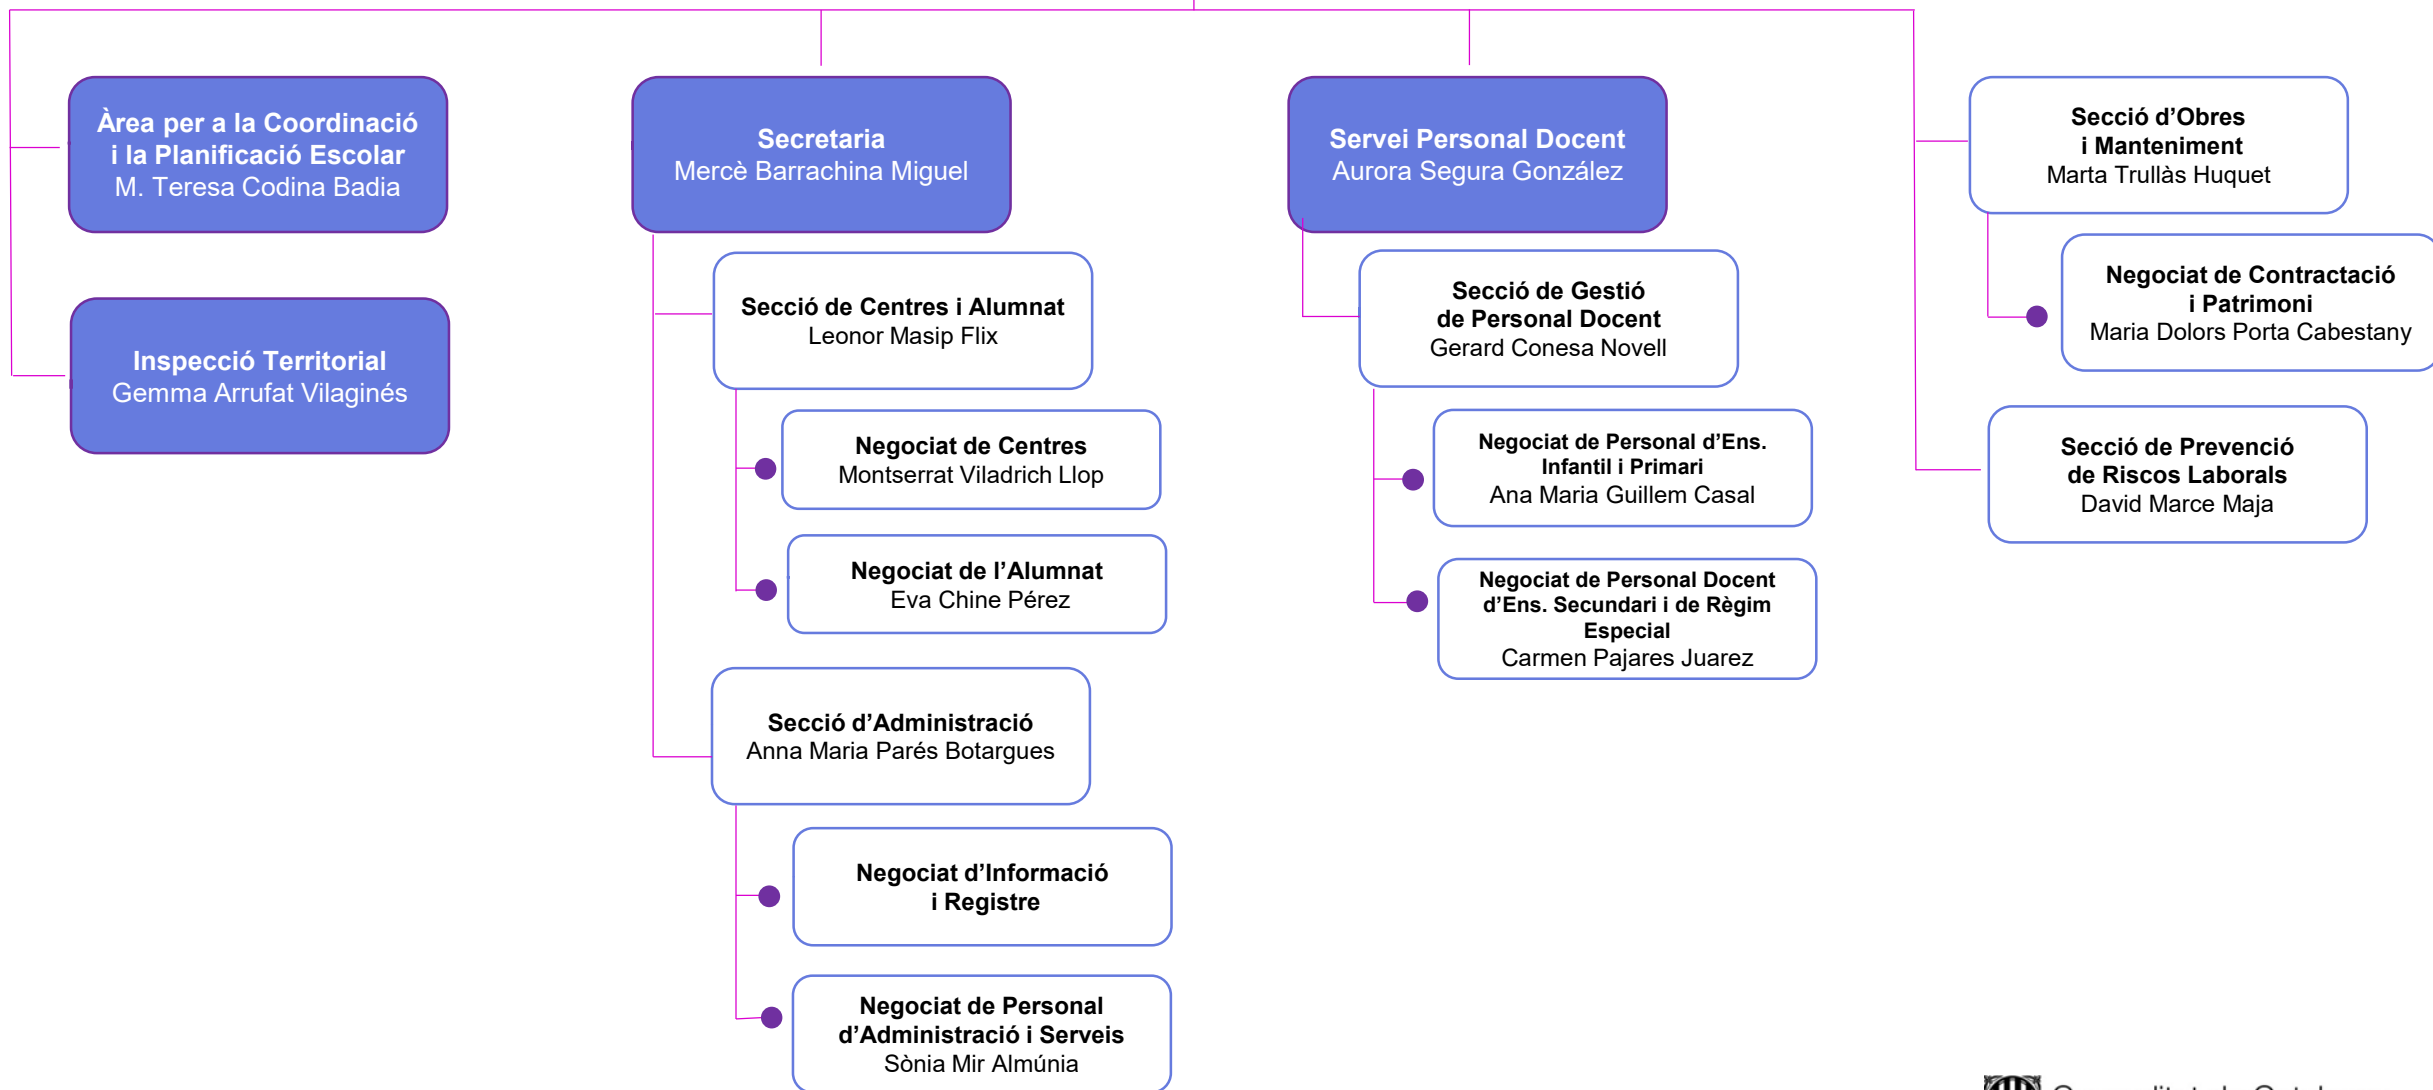 Àrea per a la Coordinació
i la Planificació Escolar
M. Teresa Codina Badia
Inspecció Territorial
Gemma Arrufat Vilaginés
Secretaria
Mercè Barrachina Miguel
Secció de Centres i Alumnat
Leonor Masip Flix
Negociat de Centres
Montserrat Viladrich Llop
Negociat de l’Alumnat
Eva Chine Pérez
Secció d’Administració
Anna Maria Parés Botargues
Negociat d’Informació
i Registre
Negociat de Personal
d’Administració i Serveis
Sònia Mir Almúnia
Servei Personal Docent
Aurora Segura González
Secció de Gestió
de Personal Docent
Gerard Conesa Novell
Negociat de Personal d’Ens.
Infantil i Primari
Ana Maria Guillem Casal
Negociat de Personal Docent
d’Ens. Secundari i de Règim
Especial
Carmen Pajares Juarez
Secció d’Obres
i Manteniment
Marta Trullàs Huquet
Negociat de Contractació
i Patrimoni
Maria Dolors Porta Cabestany
Secció de Prevenció
de Riscos Laborals
David Marce Maja